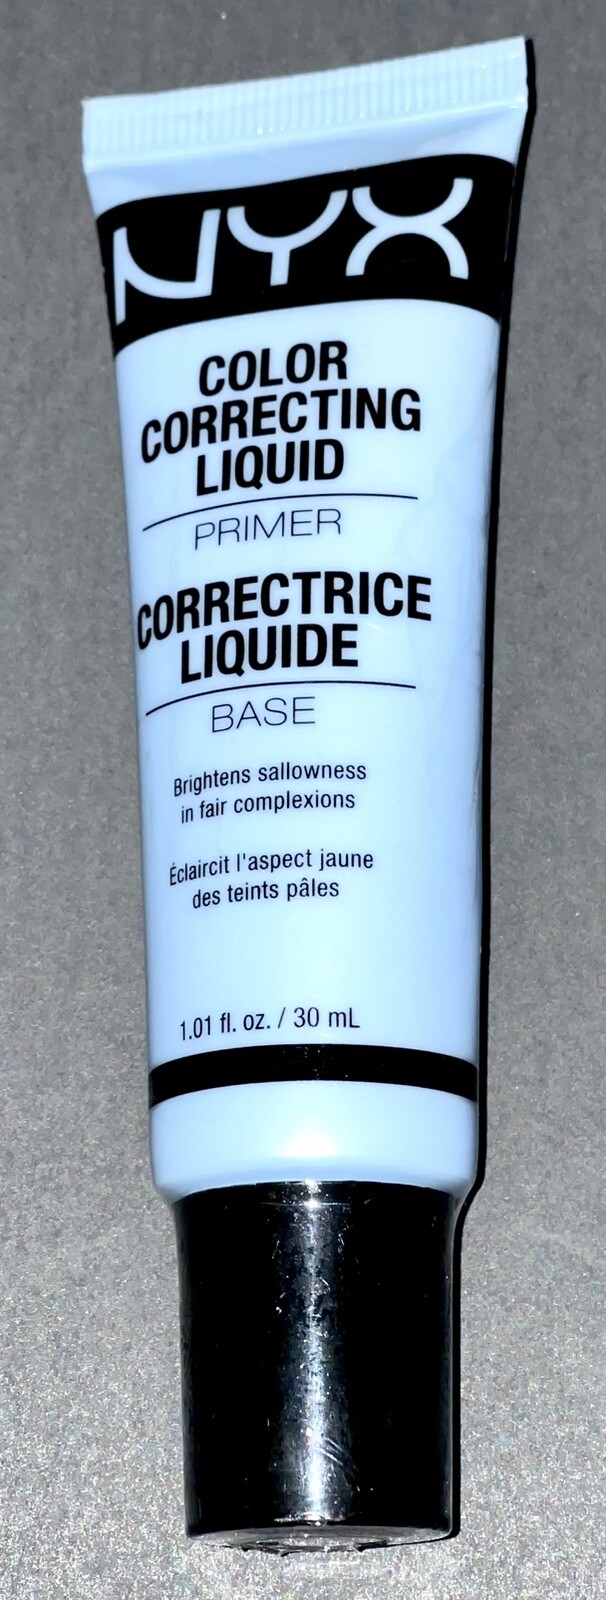 NYX
COLOR
CORRECTING
LIQUID
PRIMER
CORRECTRICE
LIQUIDE
BASE
Brightens sallowness
in fair complexions
Éclaircit l'aspect jaune
des teints pâles
1.01 fl. oz. / 30 mL